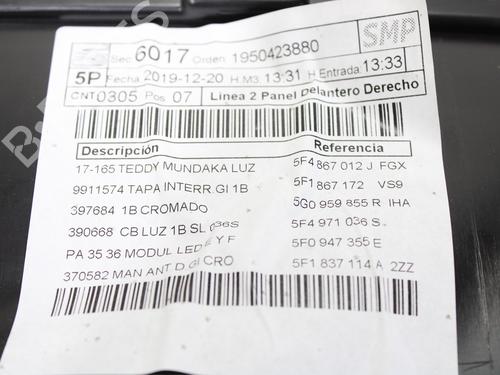 Sec 6017 Orden 1950423880 SMP
5P Fecha 2019-12-20 H.M3 13:31 H Entrada 13:33
CNT 0305 Pos 07 Linea 2 Panel Delantero Derecho
Descripción Referencia
17-165 TEDDY MUNDAKA LUZ 5F4 867 012 J FGX
9911574 TAPA INTERR.GI 1B 5F1 867 172 VS9
397684 1B CROMADO 5G0 959 855 R IHA
390668 CB LUZ 1B SL 036S 5F4 971 036 S
PA 35 36 MODUL LED E Y F 5F0 947 355 E
370582 MAN ANT D GI CRO 5F1 837 114 A 2ZZ